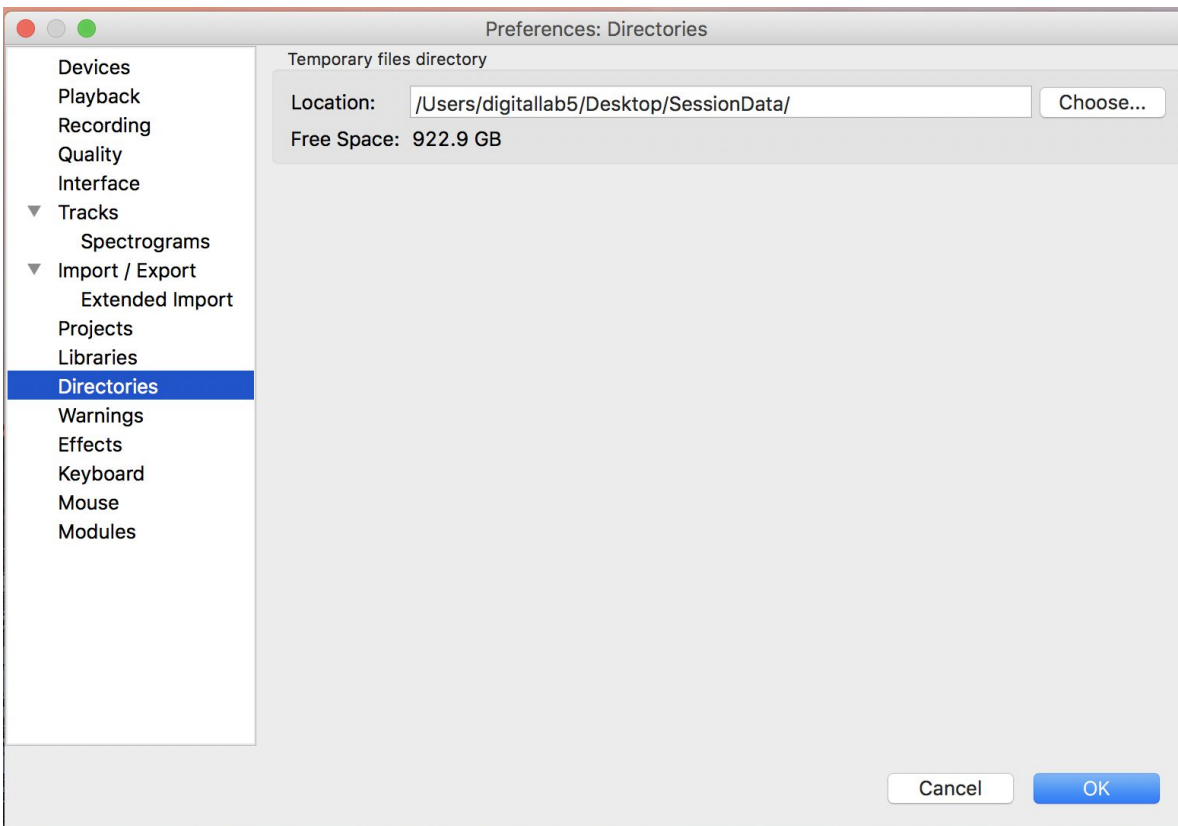 Preferences: Directories
Devices
Playback
Recording
Quality
Interface
Tracks
Spectrograms
Import / Export
Extended Import
Projects
Libraries
Directories
Warnings
Effects
Keyboard
Mouse
Modules
Temporary files directory
Location: /Users/digitallab5/Desktop/SessionData/ Choose...
Free Space: 922.9 GB
Cancel OK